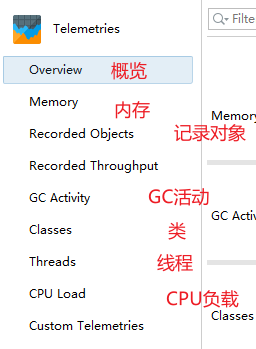 Telemetries
Filte
Overview 概览
Memory 内存
Recorded Objects 记录对象
Memory
Recorded Throughput
GC Activity GC活动
GC Activ
Classes 类
Threads 线程
CPU Load CPU负载
Classes
Custom Telemetries